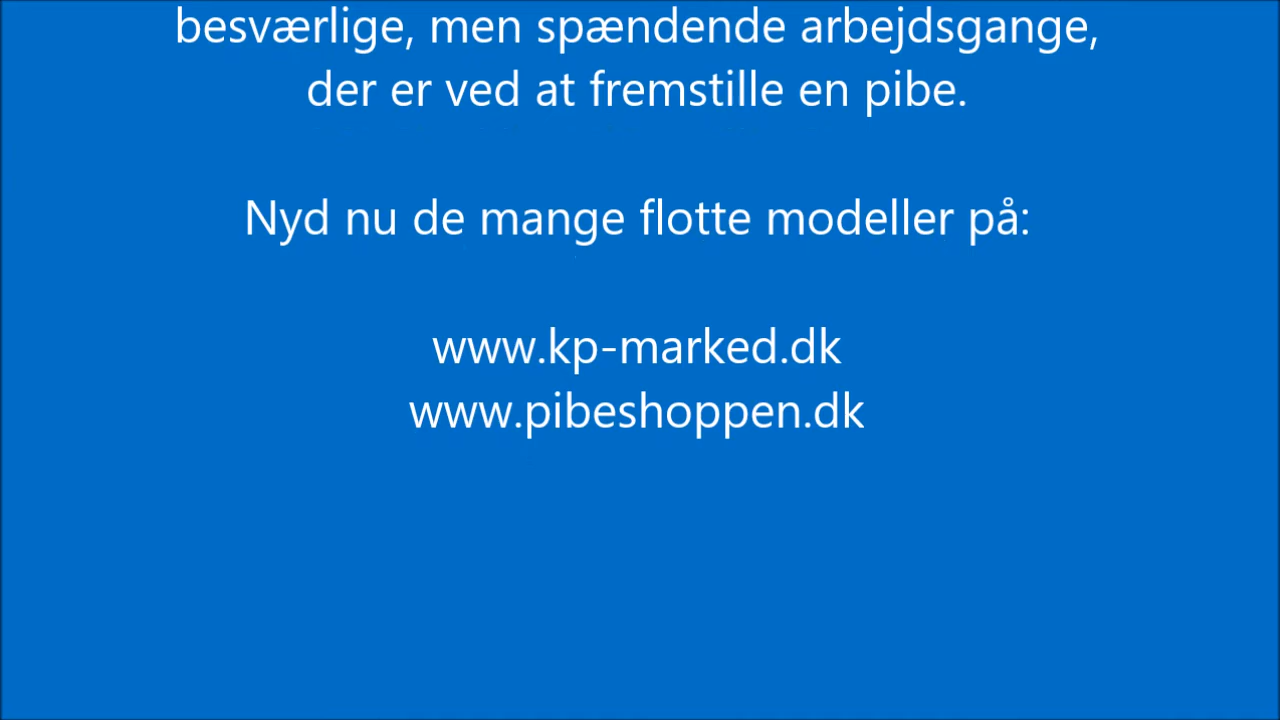 besværlige, men spændende arbejdsgange,
der er ved at fremstille en pibe.
Nyd nu de mange flotte modeller på:
www.kp-marked.dk
www.pibeshoppen.dk